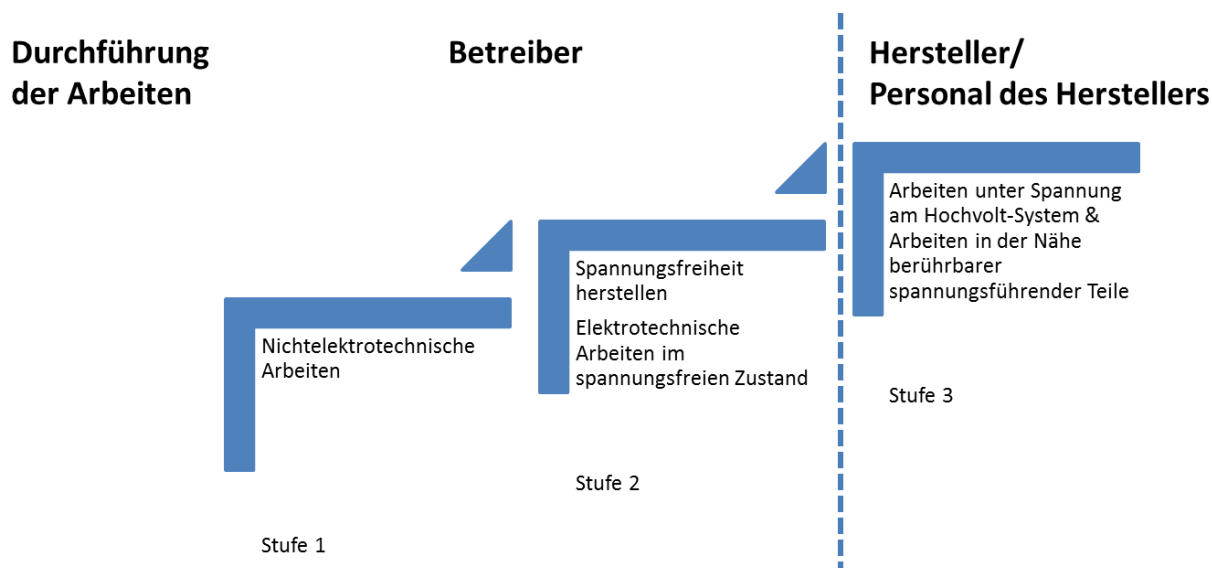 Durchführung
der Arbeiten
Betreiber
Hersteller/
Personal des Herstellers
Nichtelektrotechnische
Arbeiten
Stufe 1
Spannungsfreiheit
herstellen
Elektrotechnische
Arbeiten im
spannungsfreien Zustand
Stufe 2
Arbeiten unter Spannung
am Hochvolt-System &
Arbeiten in der Nähe
berührbarer
spannungsführender Teile
Stufe 3